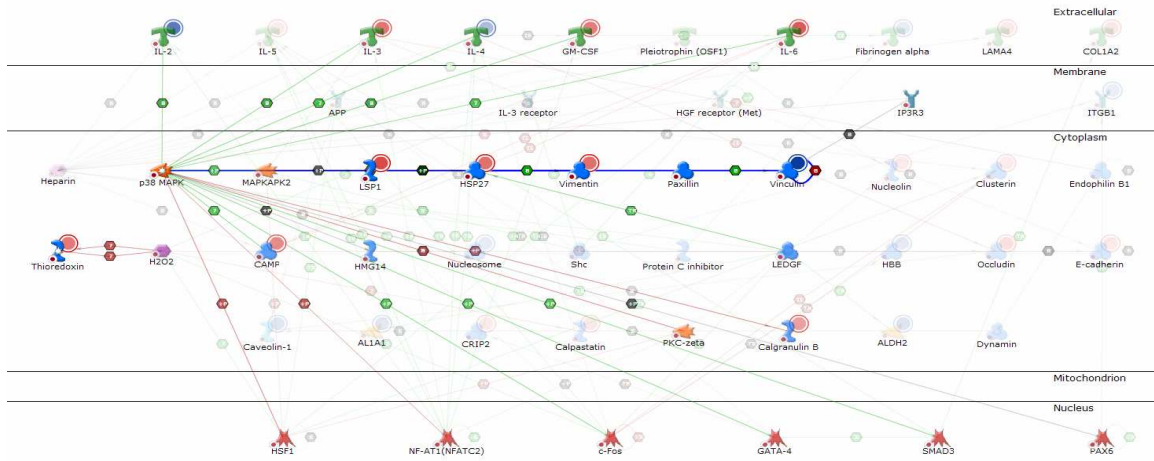 Extracellular
IL-2
IL-5
IL-3
IL-4
GM-CSF
Pleiotrophin (OSF1)
IL-6
Fibrinogen alpha
LAMA4
COL1A2
Membrane
APP
IL-3 receptor
HGF receptor (Met)
IP3R3
ITGB1
Cytoplasm
Heparin
p38 MAPK
MAPKAPK2
LSP1
HSP27
Vimentin
Paxillin
Vinculin
Nucleolin
Clusterin
Endophilin B1
Thioredoxin
H2O2
CAMP
HMG14
Nucleosome
Shc
Protein C inhibitor
LEDGF
HBB
Occludin
E-cadherin
Caveolin-1
AL1A1
CRIP2
Calpastatin
PKC-zeta
Calgranulin B
ALDH2
Dynamin
Mitochondrion
Nucleus
HSF1
NF-AT1(NFATC2)
c-Fos
GATA-4
SMAD3
PAX6